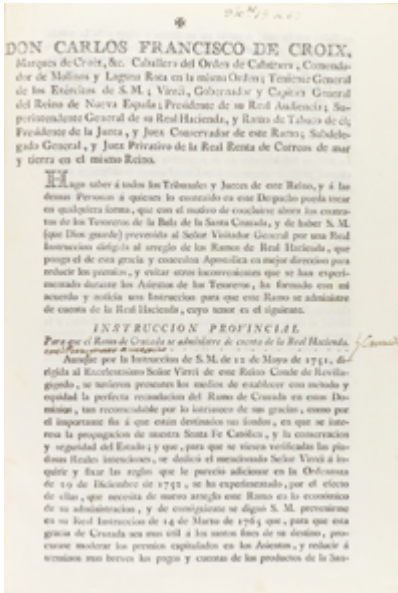 DON CARLOS FRANCISCO DE CROIX,
Marques de Croix, &c. Caballero del Orden de Calatrava, Comenda-
dor de Molinos y Laguna Rota en la misma Orden; Teniente General
de los Exércitos de S. M.; Virrei, Gobernador y Capitan General
del Reino de Nueva España; Presidente de su Real Audiencia; Su-
perintendente General de su Real Hacienda, y Ramo de Tabaco de él;
Presidente de la Junta, y Juez Conservador de este Ramo; Subdele-
gado General, y Juez Privativo de la Real Renta de Correos de mar
y tierra en el mismo Reino.
Hago saber á todos los Tribunales y Jueces de este Reino, y á las
demas Personas á quienes lo contenido en este Despacho pueda tocar
en qualquiera forma, que con el motivo de concluirse ahora los contra-
tos de los Tesoreros de la Bula de la Santa Cruzada, y de haber S. M.
(que Dios guarde) prevenido al Señor Visitador General por una Real
Instruccion dirigida al arreglo de los Ramos de Real Hacienda, que
ponga el de esta gracia y concesion Apostolica en mejor direccion para
reducir los premios, y evitar otros inconvenientes que se han experi-
mentado durante los Asientos de los Tesoreros, ha formado con mi
acuerdo y noticia una Instruccion para que este Ramo se administre
de cuenta de la Real Hacienda, cuyo tenor es el siguiente.
INSTRUCCION PROVINCIAL
Para que el Ramo de Cruzada se administre de cuenta de la Real Hacienda.
Aunque por la Instruccion de S. M. de 12 de Mayo de 1751, di-
rigida al Excelentísimo Señor Virrei de este Reino Conde de Revilla-
gigedo, se tuvieron presentes los medios de establecer con método y
equidad la perfecta recaudacion del Ramo de Cruzada en estos Do-
minios, tan recomendable por lo intrinseco de sus gracias, como por
el importante fin á que están destinados sus fondos, en que se inte-
resa la propagacion de nuestra Santa Fe Católica, y la conservacion
y seguridad del Estado; y que, para que se viesen verificadas las pia-
dosas Reales intenciones, se dedicó el mencionado Señor Virrei á in-
quirir y fixar las reglas que le pareció adicionar en la Ordenanza
de 29 de Diciembre de 1752, se ha experimentado, por el efecto
de ellas, que necesita de nuevo arreglo este Ramo en lo económico
de su administracion, y de consiguiente se dignó S. M. prevenirme
en su Real Instruccion de 14 de Marzo de 1765 que, para que esta
gracia de Cruzada sea mas útil á los santos fines de su destino, pro-
curase moderar los premios capitulados en los Asientos, y reducir á
terminos mas breves los pagos y cuentas de los productos de la San-